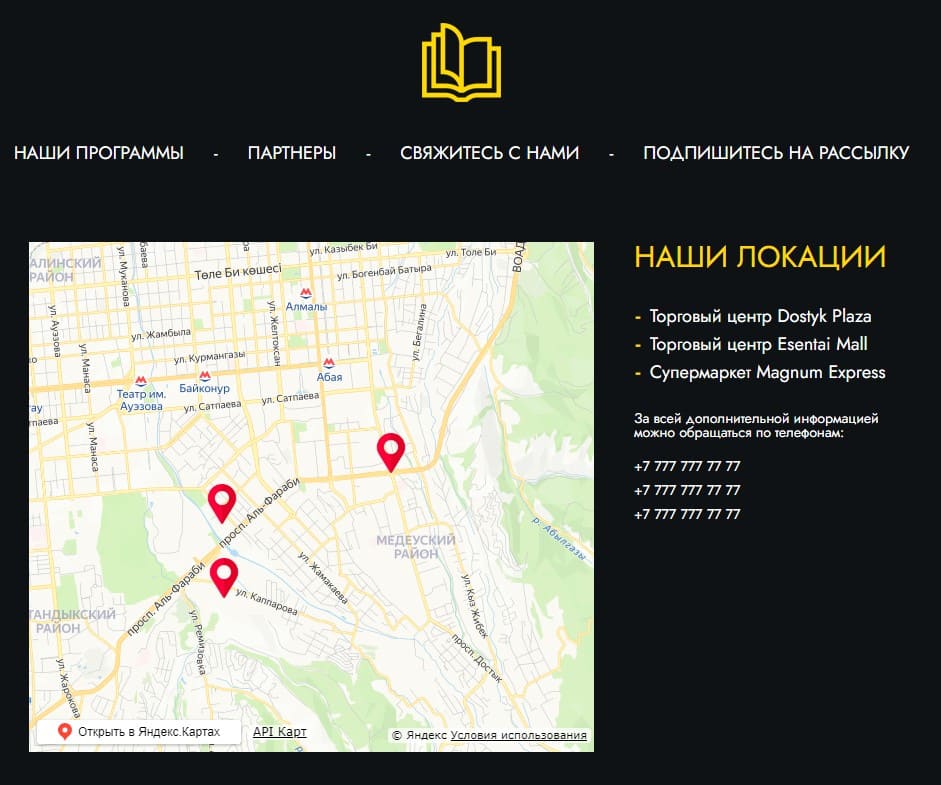 НАШИ ПРОГРАММЫ - ПАРТНЕРЫ - СВЯЖИТЕСЬ С НАМИ - ПОДПИШИТЕСЬ НА РАССЫЛКУ
НАШИ ЛОКАЦИИ
- Торговый центр Dostyk Plaza
- Торговый центр Esentai Mall
- Супермаркет Magnum Express
За всей дополнительной информацией
можно обращаться по телефонам:
+7 777 777 77 77
+7 777 777 77 77
+7 777 777 77 77
ул. Казыбек Би
ул. Толе Би
АЛИНСКИЙ
РАЙОН
ул. Муканова
Төле Би көшесі
ул. Богенбай Батыра
Алмалы
ул. Ауэзова
ул. Желтоксан
ул. Бегалина
ул. Жамбыла
ул. Манаса
ул. Курмангазы
Абая
Театр им.
Ауэзова
Байконур
ул. Сатпаева
ул. Сатпаева
ул. Манаса
просп. Аль-Фараби
МЕДЕУСКИЙ
РАЙОН
р. Абылгазы
ул. Жамакаева
просп. Аль-Фараби
ул. Каппарова
ул. Кыз Жибек
ТАНДЫКСКИЙ
РАЙОН
ул. Ремизовка
просп. Достык
ул. Жарокова
Открыть в Яндекс.Картах
API Карт
© Яндекс Условия использования